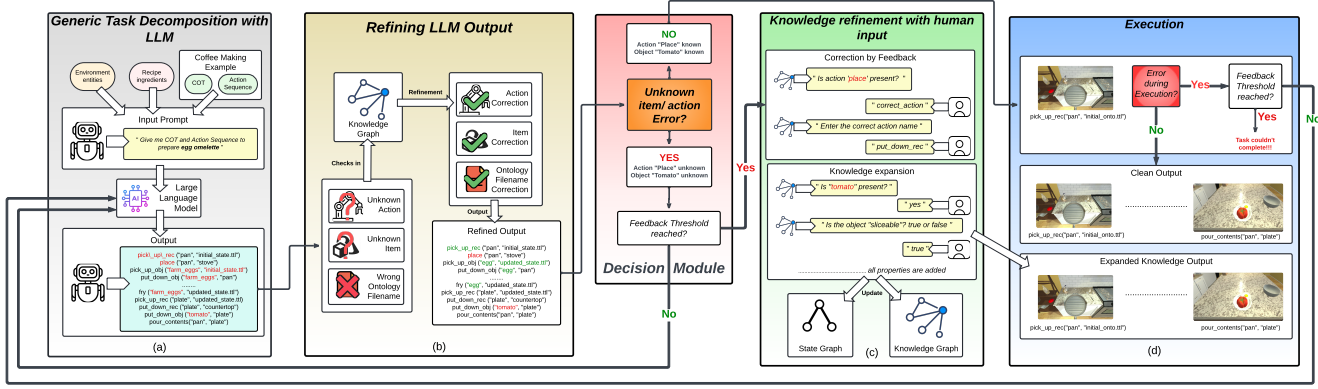 Generic Task Decomposition with
LLM
Environment
entities
Recipe
ingredients
Coffee Making
Example
COT
Action
Sequence
Input Prompt
" Give me COT and Action Sequence to
prepare egg omelette "
AI
Large
Language
Model
Output
pick\_up\_rec ("pan", "initial_state.ttl")
place ("pan", "stove")
pick_up_obj ("farm_eggs", "initial_state.ttl")
put_down_obj ("farm_eggs", "pan")
........
fry ("farm_eggs", "updated_state.ttl")
pick_up_rec ("plate", "updated_state.ttl)
put_down_rec ("plate", "countertop")
put_down_obj ("tomato", "plate")
pour_contents("pan", "plate")
(a)
Refining LLM Output
Knowledge
Graph
Refinement
Action
Correction
Item
Correction
Ontology
Filename
Correction
Checks in
Unknown
Action
Unknown
Item
Wrong
Ontology
Filename
Output
Refined Output
pick_up_rec ("pan", "initial_state.ttl")
place ("pan", "stove")
pick_up_obj ("egg", "updated_state.ttl")
put_down_obj ("egg", "pan")
........
fry ("egg", "updated_state.ttl")
pick_up_rec ("plate", "updated_state.ttl")
put_down_rec ("plate", "countertop")
put_down_obj ("tomato", "plate")
pour_contents("pan", "plate")
(b)
NO
Action "Place" known
Object "Tomato" known
Unknown
item/ action
Error?
YES
Action "Place" unknown
Object "Tomato" unknown
Feedback Threshold
reached?
Decision Module
Yes
No
Knowledge refinement with human
input
Correction by Feedback
" Is action 'place' present? "
" correct_action "
" Enter the correct action name "
" put_down_rec "
Knowledge expansion
" Is "tomato" present? "
" yes "
" Is the object "sliceable"? true or false "
" true "
........ all properties are added
Update
State Graph
Knowledge Graph
(c)
Execution
pick_up_rec("pan", "initial_onto.ttl")
Error
during
Execution?
Yes
Feedback
Threshold
reached?
No
Yes
Task couldn't
complete!!!
No
Clean Output
pick_up_rec("pan", "initial_onto.ttl")
pour_contents("pan", "plate")
Expanded Knowledge Output
pick_up_rec("pan", "initial_onto.ttl")
pour_contents("pan", "plate")
(d)